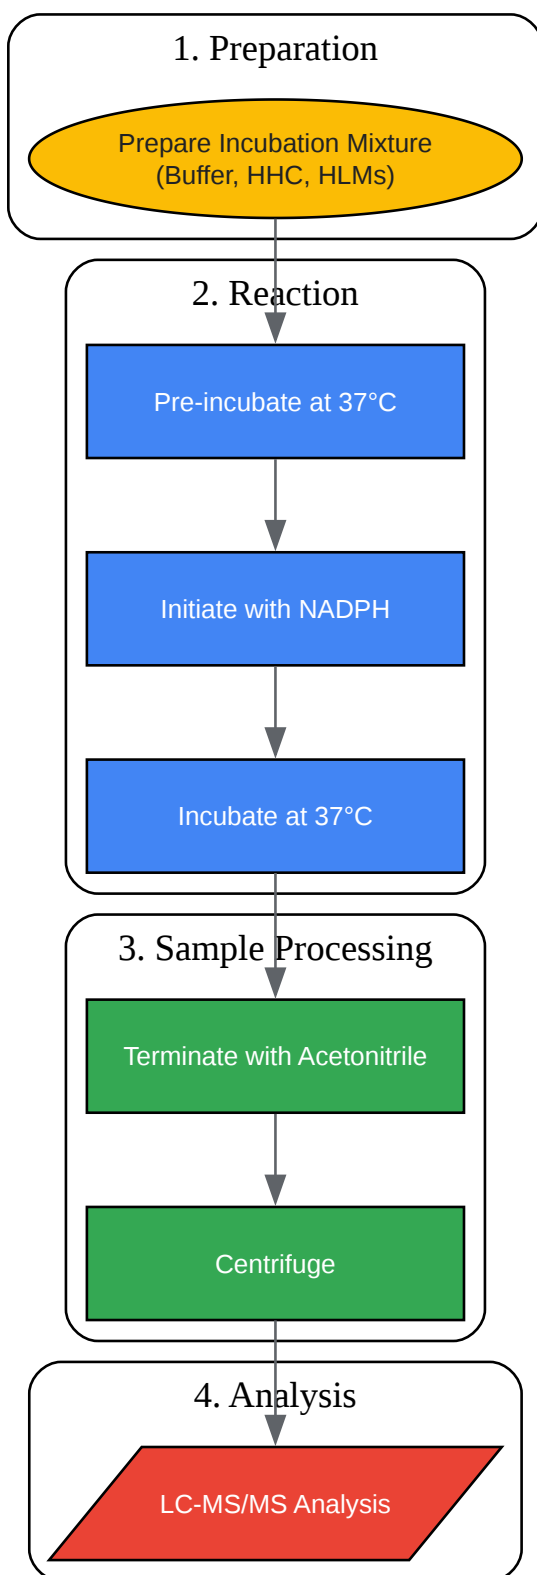 1. Preparation
Prepare Incubation Mixture
(Buffer, HHC, HLMs)
2. Reaction
Pre-incubate at 37°C
Initiate with NADPH
Incubate at 37°C
3. Sample Processing
Terminate with Acetonitrile
Centrifuge
4. Analysis
LC-MS/MS Analysis